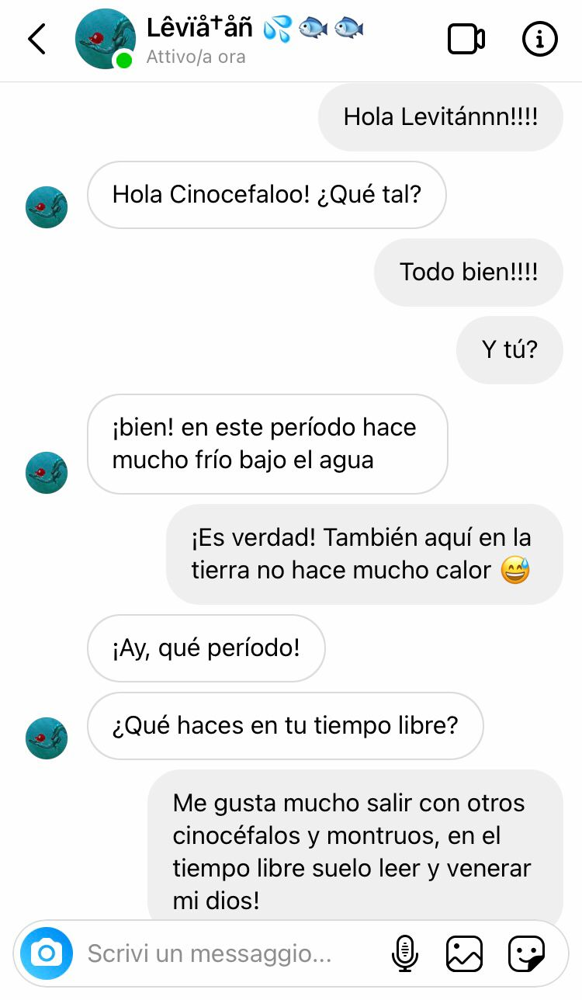 Lêvïå†åñ 💦🐟🐟
Attivo/a ora
Hola Levitánnn!!!!
Hola Cinocefaloo! ¿Qué tal?
Todo bien!!!!
Y tú?
¡bien! en este período hace
mucho frío bajo el agua
¡Es verdad! También aquí en la
tierra no hace mucho calor 😅
¡Ay, qué período!
¿Qué haces en tu tiempo libre?
Me gusta mucho salir con otros
cinocéfalos y montruos, en el
tiempo libre suelo leer y venerar
mi dios!
Scrivi un messaggio...